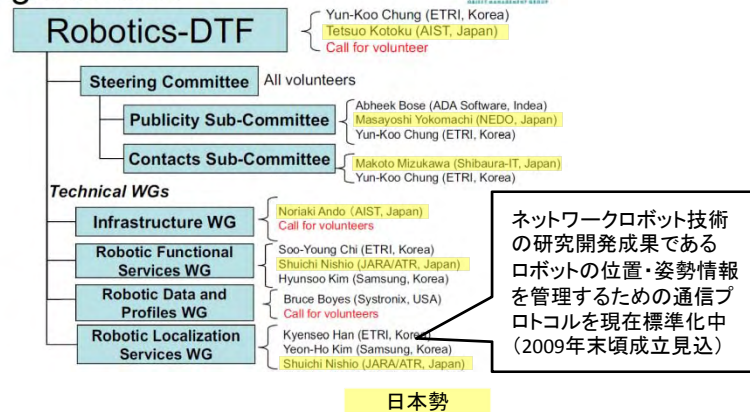 OBJECT MANAGEMENT GROUP
Robotics-DTF
Yun-Koo Chung (ETRI, Korea)
Tetsuo Kotoku (AIST, Japan)
Call for volunteer
Steering Committee
All volunteers
Publicity Sub-Committee
Abheek Bose (ADA Software, Indea)
Masayoshi Yokomachi (NEDO, Japan)
Yun-Koo Chung (ETRI, Korea)
Contacts Sub-Committee
Makoto Mizukawa (Shibaura-IT, Japan)
Yun-Koo Chung (ETRI, Korea)
Technical WGs
Infrastructure WG
Noriaki Ando (AIST, Japan)
Call for volunteers
Robotic Functional
Services WG
Soo-Young Chi (ETRI, Korea)
Shuichi Nishio (JARA/ATR, Japan)
Hyunsoo Kim (Samsung, Korea)
Robotic Data and
Profiles WG
Bruce Boyes (Systronix, USA)
Call for volunteers
Robotic Localization
Services WG
Kyenseo Han (ETRI, Korea)
Yeon-Ho Kim (Samsung, Korea)
Shuichi Nishio (JARA/ATR, Japan)
ネットワークロボット技術
の研究開発成果である
ロボットの位置・姿勢情報
を管理するための通信プ
ロトコルを現在標準化中
（2009年末頃成立見込）
日本勢